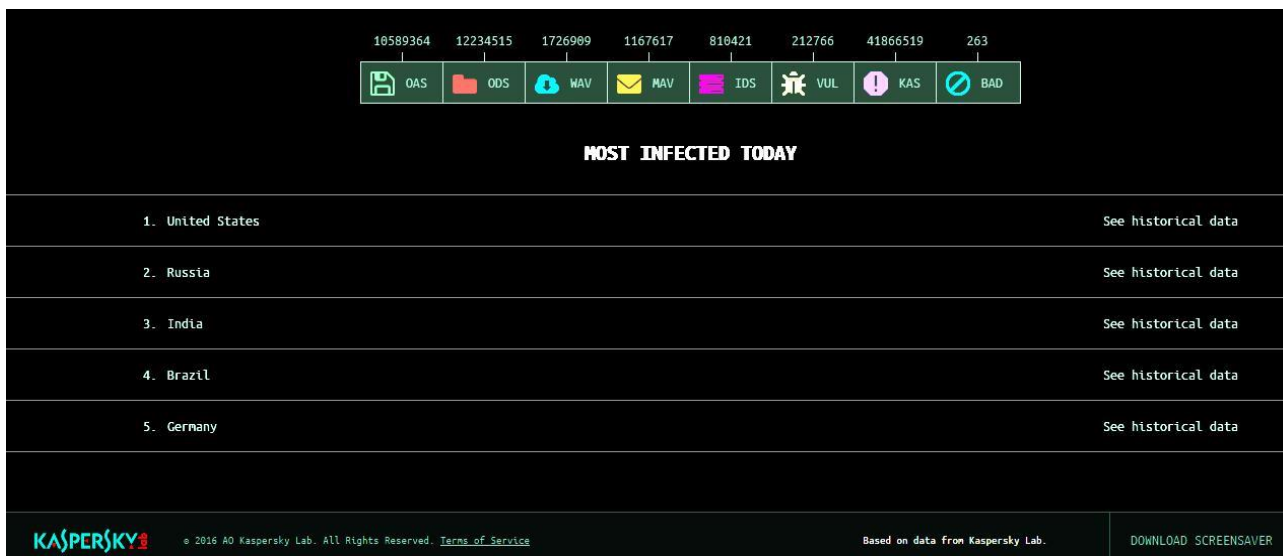 10589364 12234515 1726909 1167617 810421 212766 41866519 263
OAS ODS WAV MAV IDS VUL KAS BAD
MOST INFECTED TODAY
1. United States See historical data
2. Russia See historical data
3. India See historical data
4. Brazil See historical data
5. Germany See historical data
KASPERSKY lab © 2016 AO Kaspersky Lab. All Rights Reserved. Terms of Service Based on data from Kaspersky Lab. DOWNLOAD SCREENSAVER